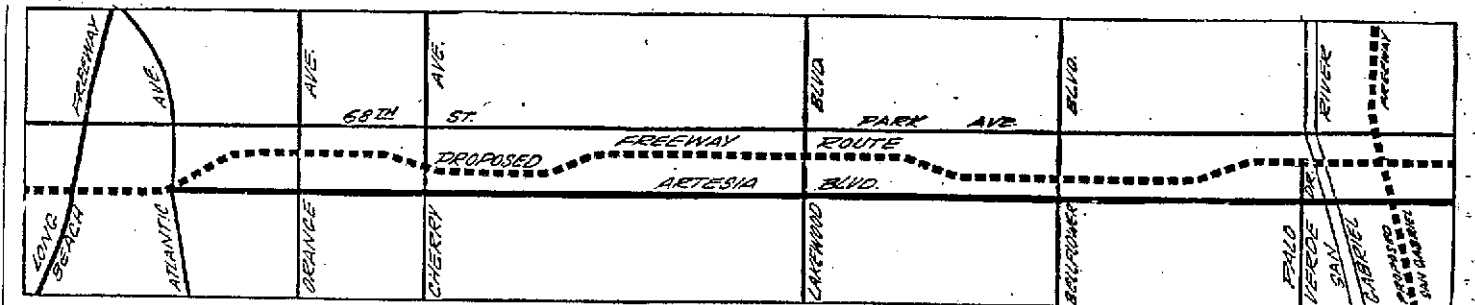 LONG BEACH FREEWAY
ATLANTIC AVE.
ORANGE AVE.
CHERRY AVE.
68TH ST.
PARK AVE.
PROPOSED FREEWAY ROUTE
ARTESIA BLVD.
LAKEWOOD BLVD
BELLFLOWER BLVD.
PALO VERDE DR.
SAN GABRIEL RIVER
PROPOSED SAN GABRIEL FREEWAY